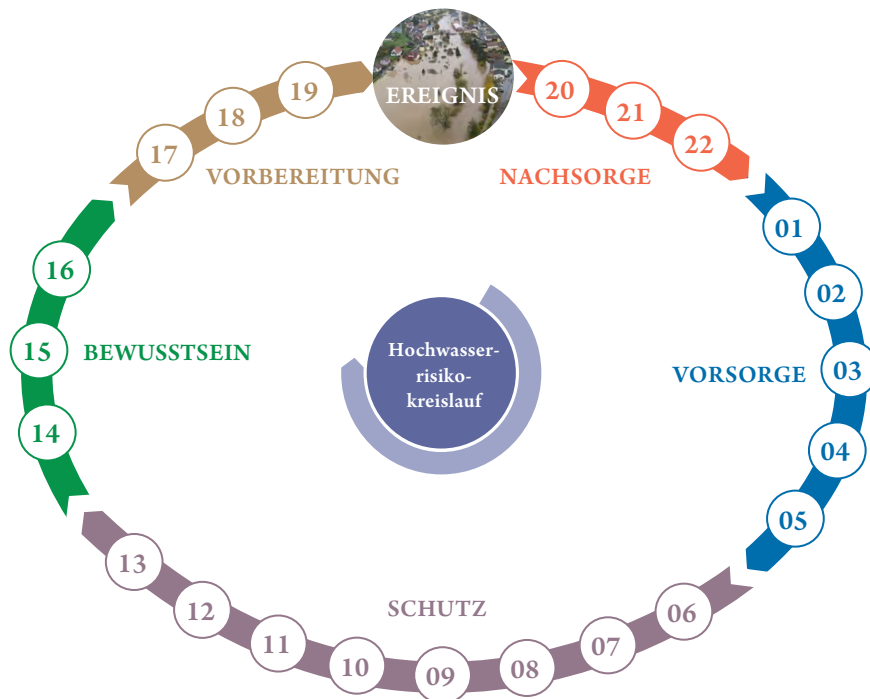 EREIGNIS
20
21
22
NACHSORGE
01
02
03
04
05
VORSORGE
06
07
08
09
10
11
12
13
SCHUTZ
14
15
16
BEWUSSTSEIN
17
18
19
VORBEREITUNG
Hochwasser-
risiko-
kreislauf